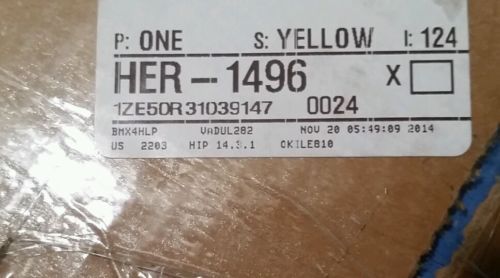 P: ONE S: YELLOW I: 124
HER-1496 X
1ZE50R31039147 0024
BMX4HLP VADUL282 NOV 20 05:49:09 2014
US 2203 HIP 14.3.1 CKILE810